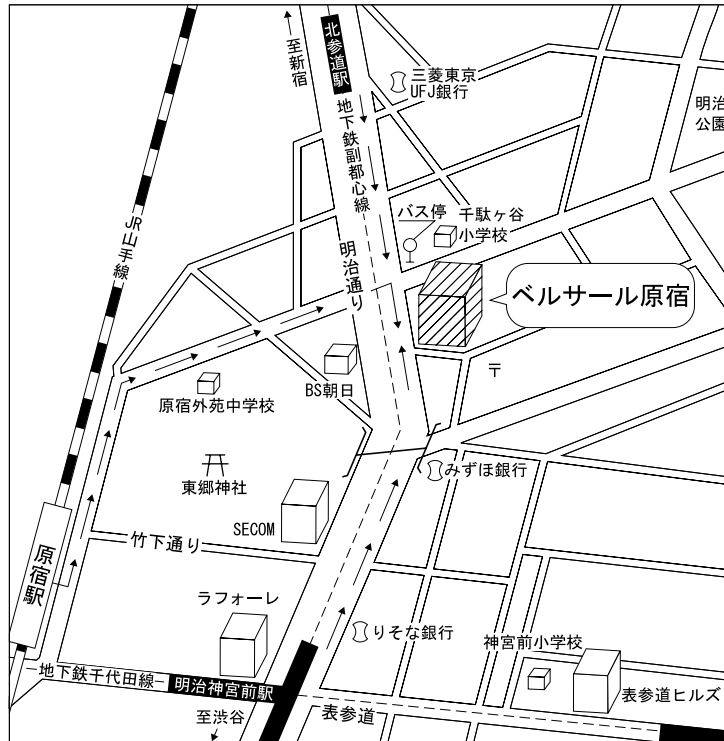 北参道駅
至新宿
三菱東京
UFJ銀行
明治
公園
地下鉄副都心線
バス停
千駄ヶ谷
小学校
JR山手線
明治通り
ベルサール原宿
〒
BS朝日
原宿外苑中学校
みずほ銀行
東郷神社
SECOM
竹下通り
原宿駅
ラフォーレ
りそな銀行
神宮前小学校
地下鉄千代田線
明治神宮前駅
表参道ヒルズ
至渋谷
表参道